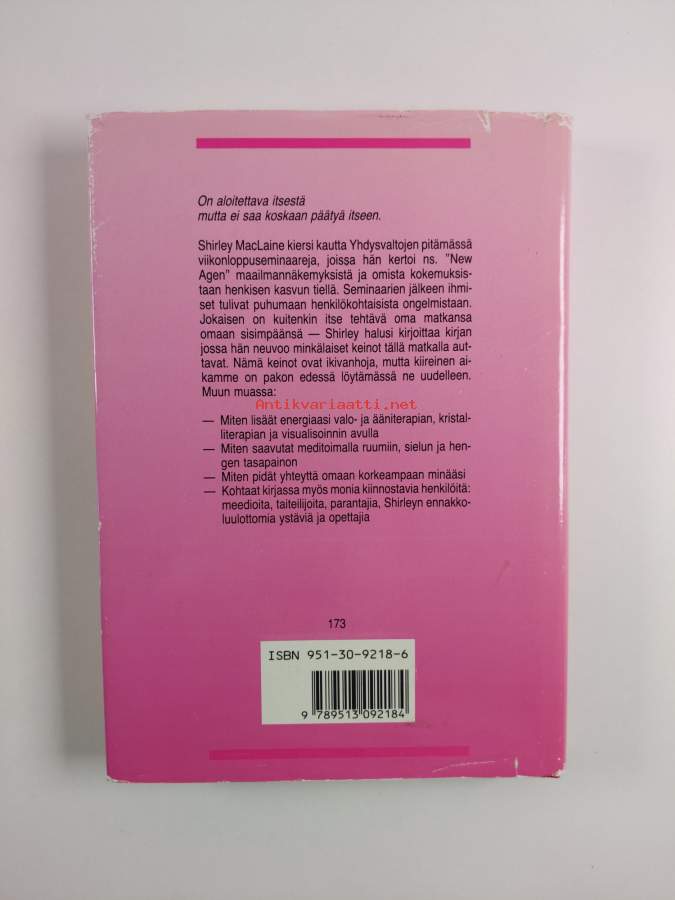 On aloitettava itsestä
mutta ei saa koskaan päätyä itseen.
Shirley MacLaine kiersi kautta Yhdysvaltojen pitämässä
viikonloppuseminaareja, joissa hän kertoi ns. ”New
Agen” maailmannäkemyksistä ja omista kokemuksis-
taan henkisen kasvun tiellä. Seminaarien jälkeen ihmi-
set tulivat puhumaan henkilökohtaisista ongelmistaan.
Jokaisen on kuitenkin itse tehtävä oma matkansa
omaan sisimpäänsä — Shirley halusi kirjoittaa kirjan
jossa hän neuvoo minkälaiset keinot tällä matkalla aut-
tavat. Nämä keinot ovat ikivanhoja, mutta kiireinen ai-
kamme on pakon edessä löytämässä ne uudelleen.
Muun muassa:
Antikvariaatti.net
— Miten lisäät energiaasi valo- ja ääniterapian, kristal-
literapian ja visualisoinnin avulla
— Miten saavutat meditoimalla ruumiin, sielun ja hen-
gen tasapainon
— Miten pidät yhteyttä omaan korkeampaan minääsi
— Kohtaat kirjassa myös monia kiinnostavia henkilöitä:
meedioita, taiteilijoita, parantajia, Shirleyn ennakko-
luulottomia ystäviä ja opettajia
173
ISBN 951-30-9218-6
9 789513 092184